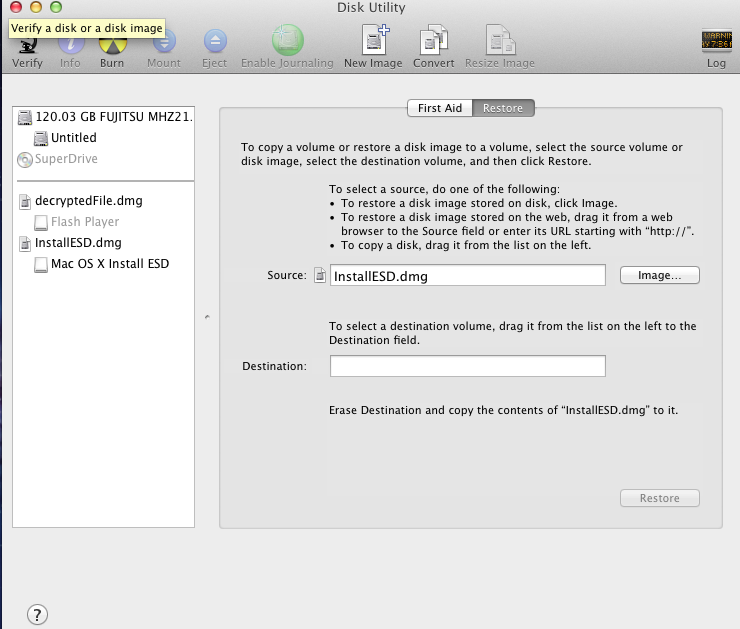 Disk Utility
Verify a disk or a disk image
Verify Info Burn Mount Eject Enable Journaling New Image Convert Resize Image Log
120.03 GB FUJITSU MHZ21.
Untitled
SuperDrive
decryptedFile.dmg
Flash Player
InstallESD.dmg
Mac OS X Install ESD
First Aid Restore
To copy a volume or restore a disk image to a volume, select the source volume or
disk image, select the destination volume, and then click Restore.
To select a source, do one of the following:
• To restore a disk image stored on disk, click Image.
• To restore a disk image stored on the web, drag it from a web
browser to the Source field or enter its URL starting with “http://”.
• To copy a disk, drag it from the list on the left.
Source: InstallESD.dmg Image...
To select a destination volume, drag it from the list on the left to the
Destination field.
Destination:
Erase Destination and copy the contents of “InstallESD.dmg” to it.
Restore
?